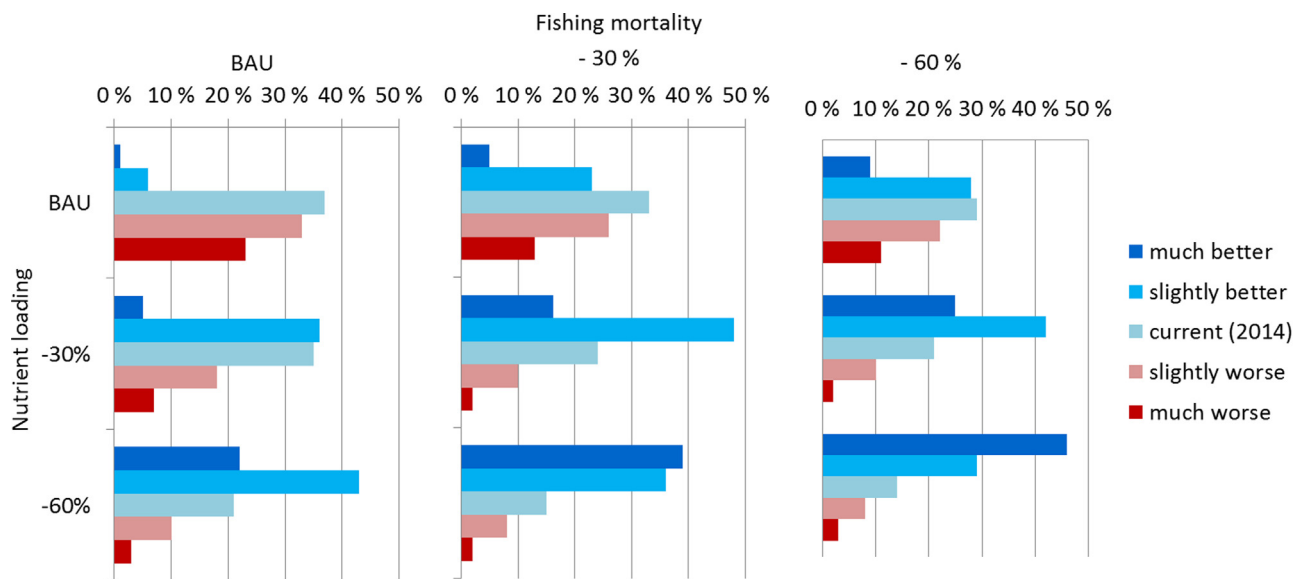 Fishing mortality
BAU
- 30 %
- 60 %
0 % 10 % 20 % 30 % 40 % 50 %
0 % 10 % 20 % 30 % 40 % 50 %
0 % 10 % 20 % 30 % 40 % 50 %
Nutrient loading
BAU
-30%
-60%
much better
slightly better
current (2014)
slightly worse
much worse